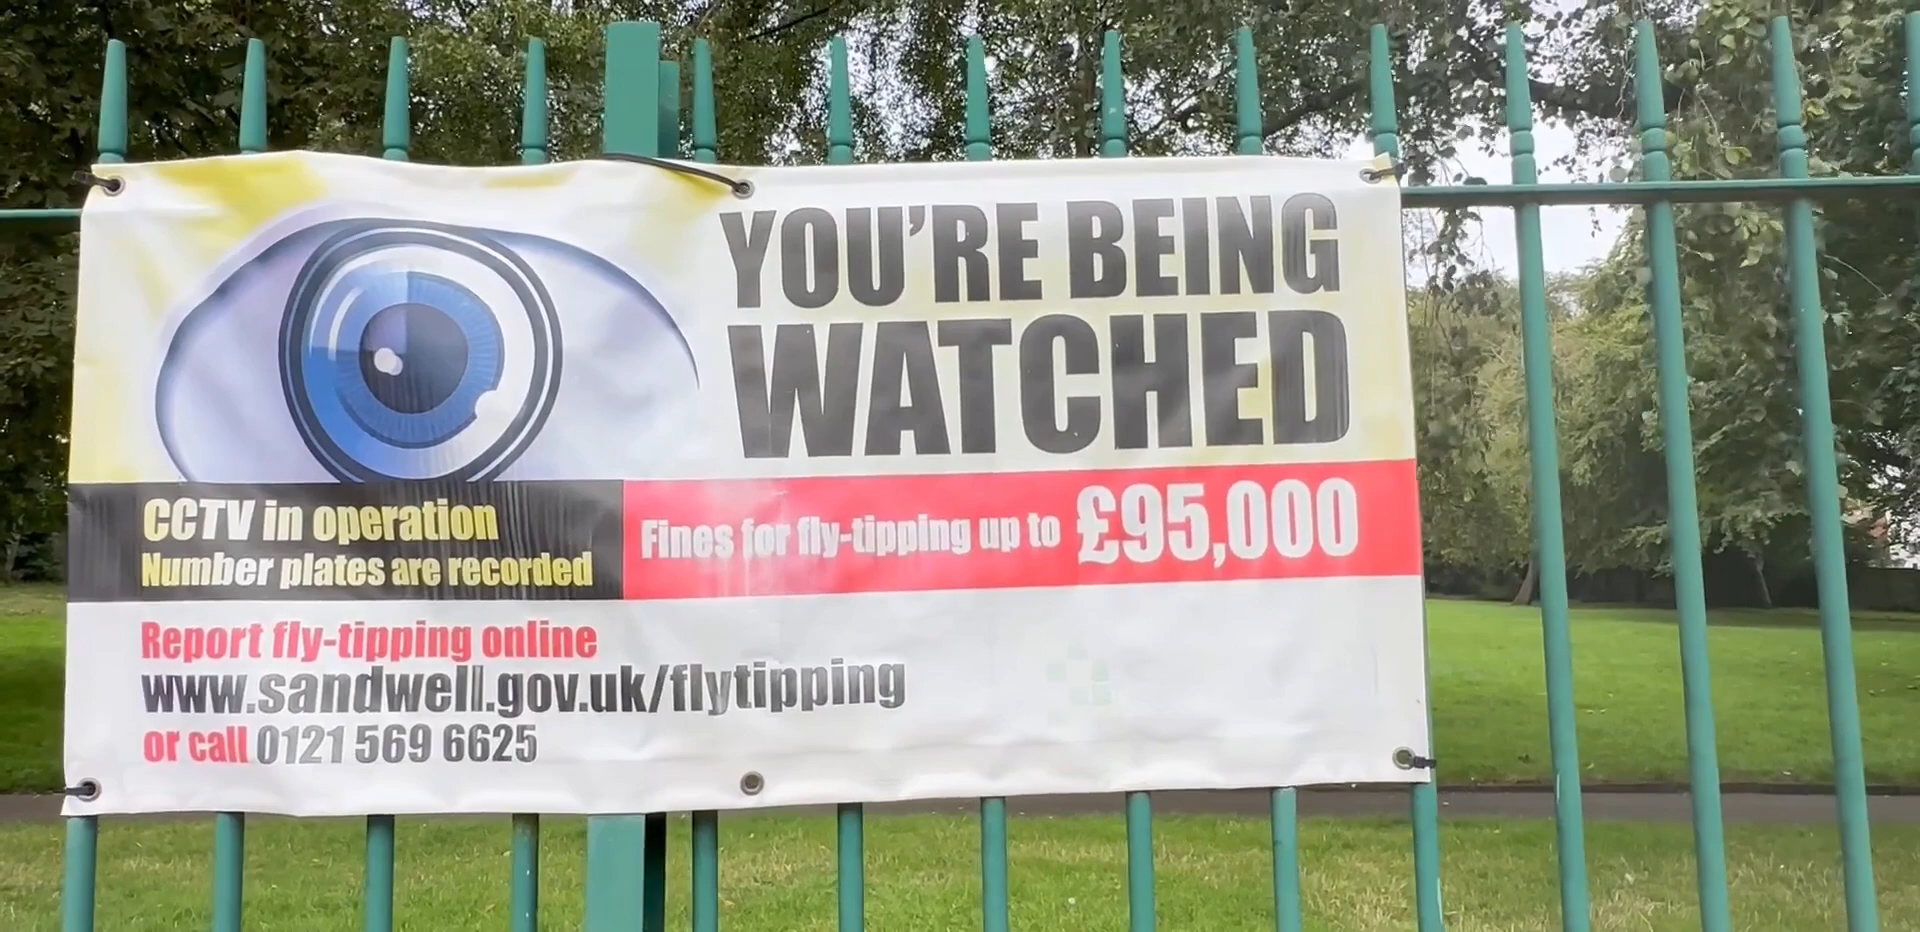 YOU'RE BEING
WATCHED
CCTV in operation
Number plates are recorded
Fines for fly-tipping up to £95,000
Report fly-tipping online
www.sandwell.gov.uk/flytipping
or call 0121 569 6625